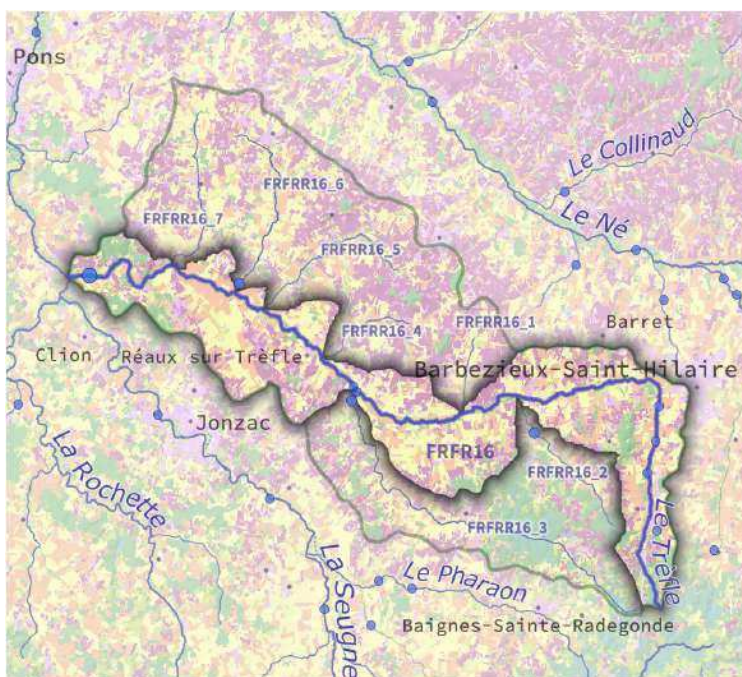 Pons
Le Collinaud
FRFRR16_6
FRFRR16_7
Le Né
FRFRR16_5
FRFRR16_4
FRFRR16_1
Barret
Clion
Réaux sur Trèfle
Barbezieux-Saint-Hilaire
Jonzac
FRFR16
La Rochette
FRFRR16_2
FRFRR16_3
Le Trèfle
La Seugne
Le Pharaon
Baignes-Sainte-Radegonde